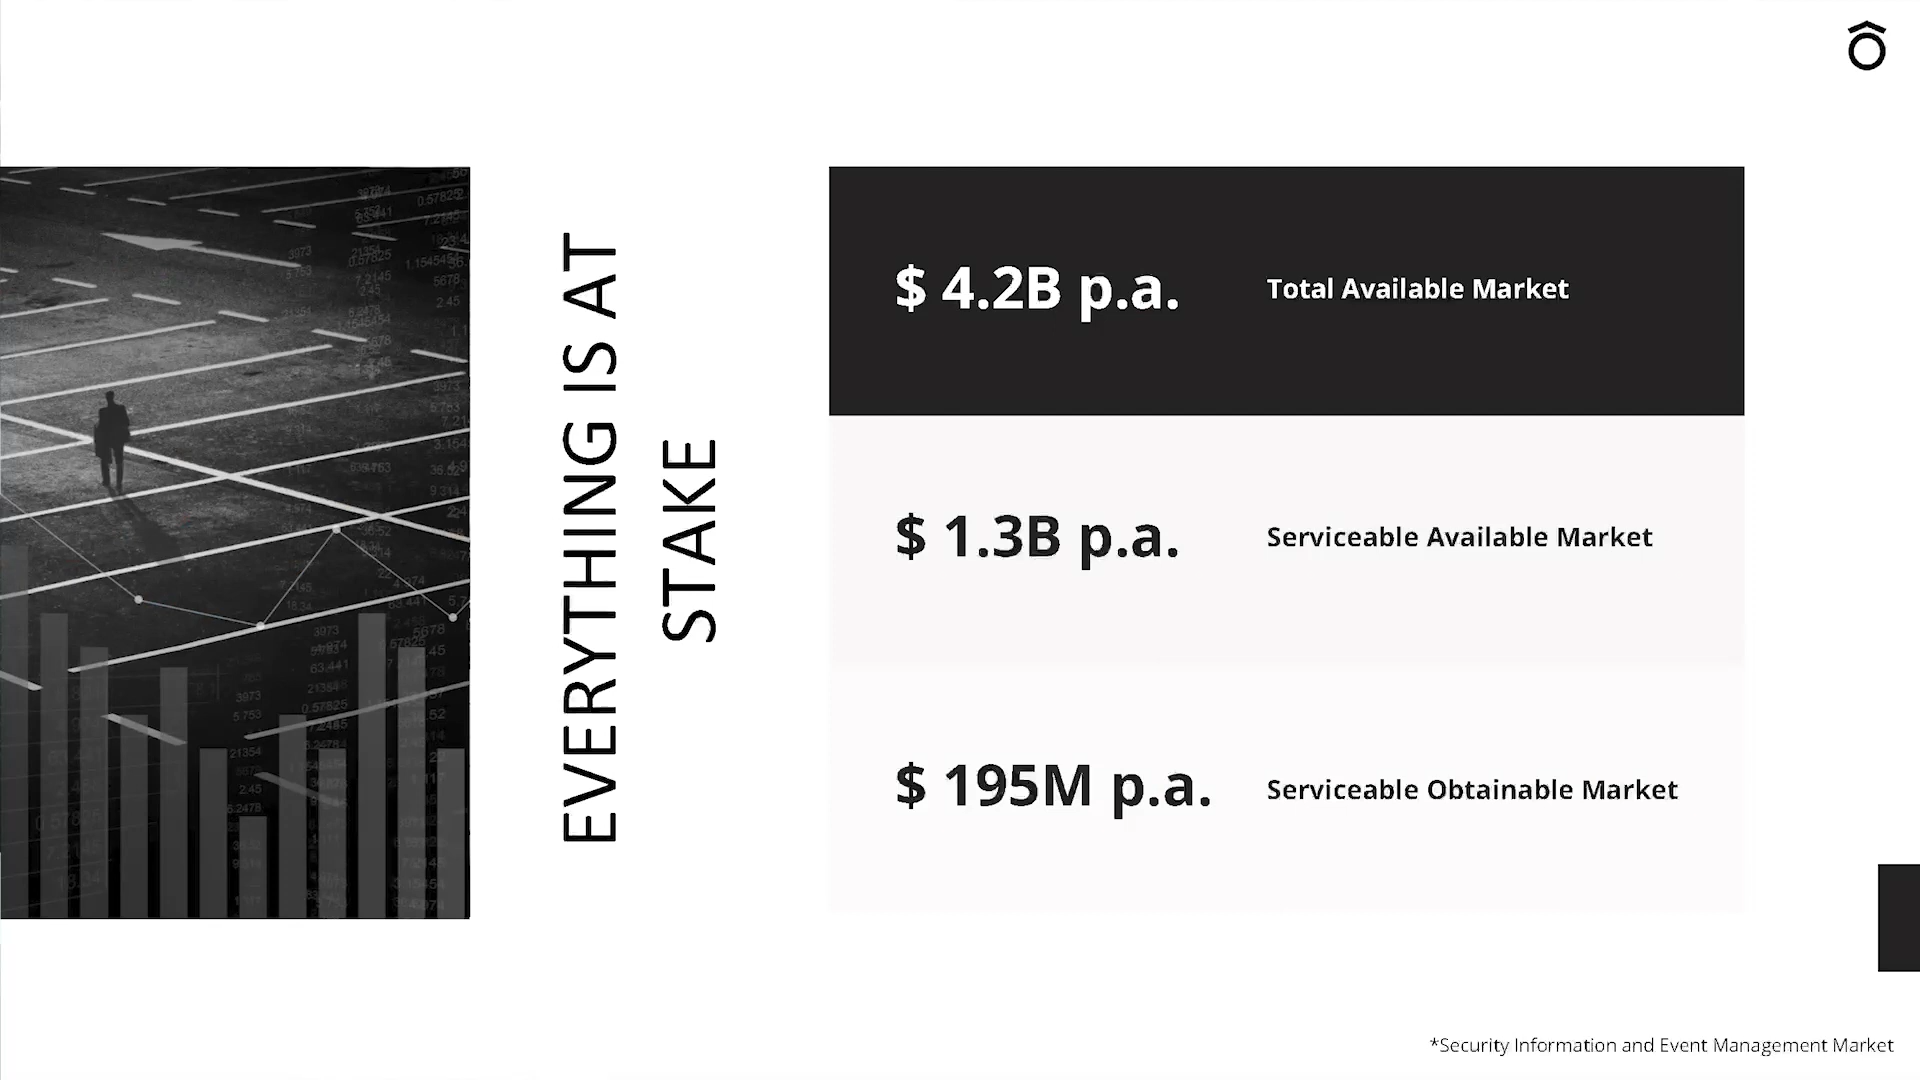 EVERYTHING IS AT
STAKE
$ 4.2B p.a. Total Available Market
$ 1.3B p.a. Serviceable Available Market
$ 195M p.a. Serviceable Obtainable Market
*Security Information and Event Management Market